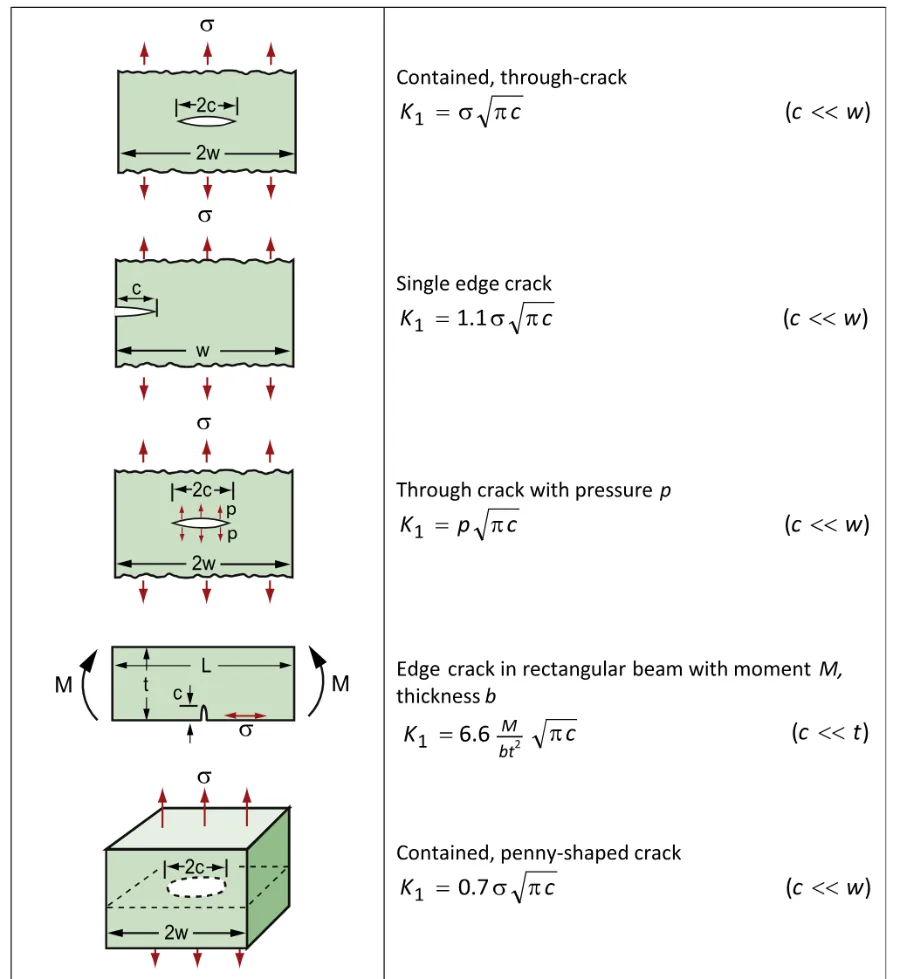 σ
2c
2w
Contained, through-crack
K₁ = σ√πc (c << w)
σ
c
w
Single edge crack
K₁ = 1.1σ√πc (c << w)
σ
2c
p
p
2w
Through crack with pressure p
K₁ = p√πc (c << w)
M
L
t
c
σ
M
Edge crack in rectangular beam with moment M,
thickness b
K₁ = 6.6 M/bt² √πc (c << t)
σ
2c
2w
Contained, penny-shaped crack
K₁ = 0.7σ√πc (c << w)